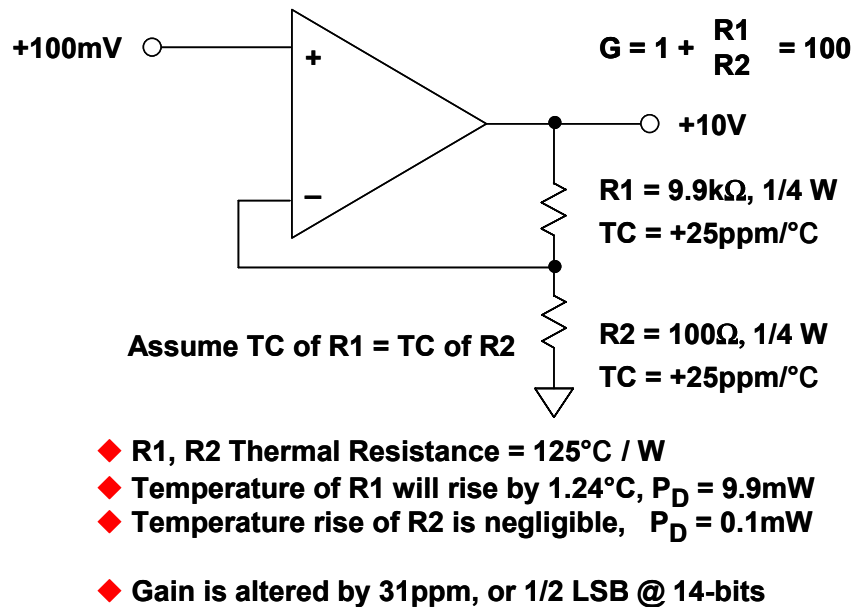 +100mV
+
−
G = 1 + R1
R2 = 100
+10V
R1 = 9.9kΩ, 1/4 W
TC = +25ppm/°C
Assume TC of R1 = TC of R2
R2 = 100Ω, 1/4 W
TC = +25ppm/°C
R1, R2 Thermal Resistance = 125°C / W
Temperature of R1 will rise by 1.24°C, PD = 9.9mW
Temperature rise of R2 is negligible, PD = 0.1mW
Gain is altered by 31ppm, or 1/2 LSB @ 14-bits